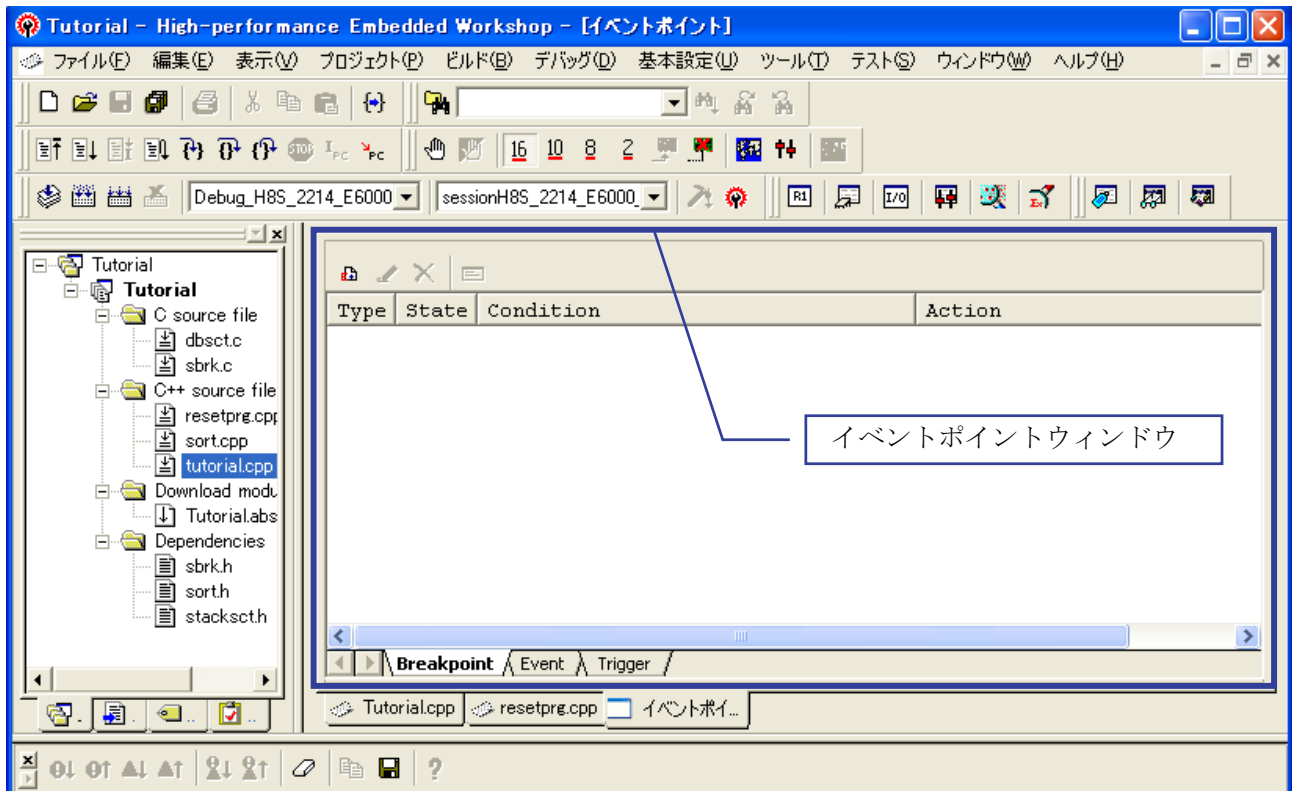 Tutorial - High-performance Embedded Workshop - [イベントポイント]
ファイル(F) 編集(E) 表示(V) プロジェクト(P) ビルド(B) デバッグ(D) 基本設定(U) ツール(T) テスト(S) ウィンドウ(W) ヘルプ(H)
STOP PC PC 16 10 8 2
Debug_H8S_2214_E6000 sessionH8S_2214_E6000_ R1 I/O
Tutorial
Tutorial
C source file
dbsct.c
sbrk.c
C++ source file
resetprg.cpp
sort.cpp
tutorial.cpp
Download modu
Tutorial.abs
Dependencies
sbrk.h
sort.h
stacksct.h
Type State Condition Action
イベントポイントウィンドウ
Breakpoint Event Trigger
Tutorial.cpp resetprg.cpp イベントポイ...